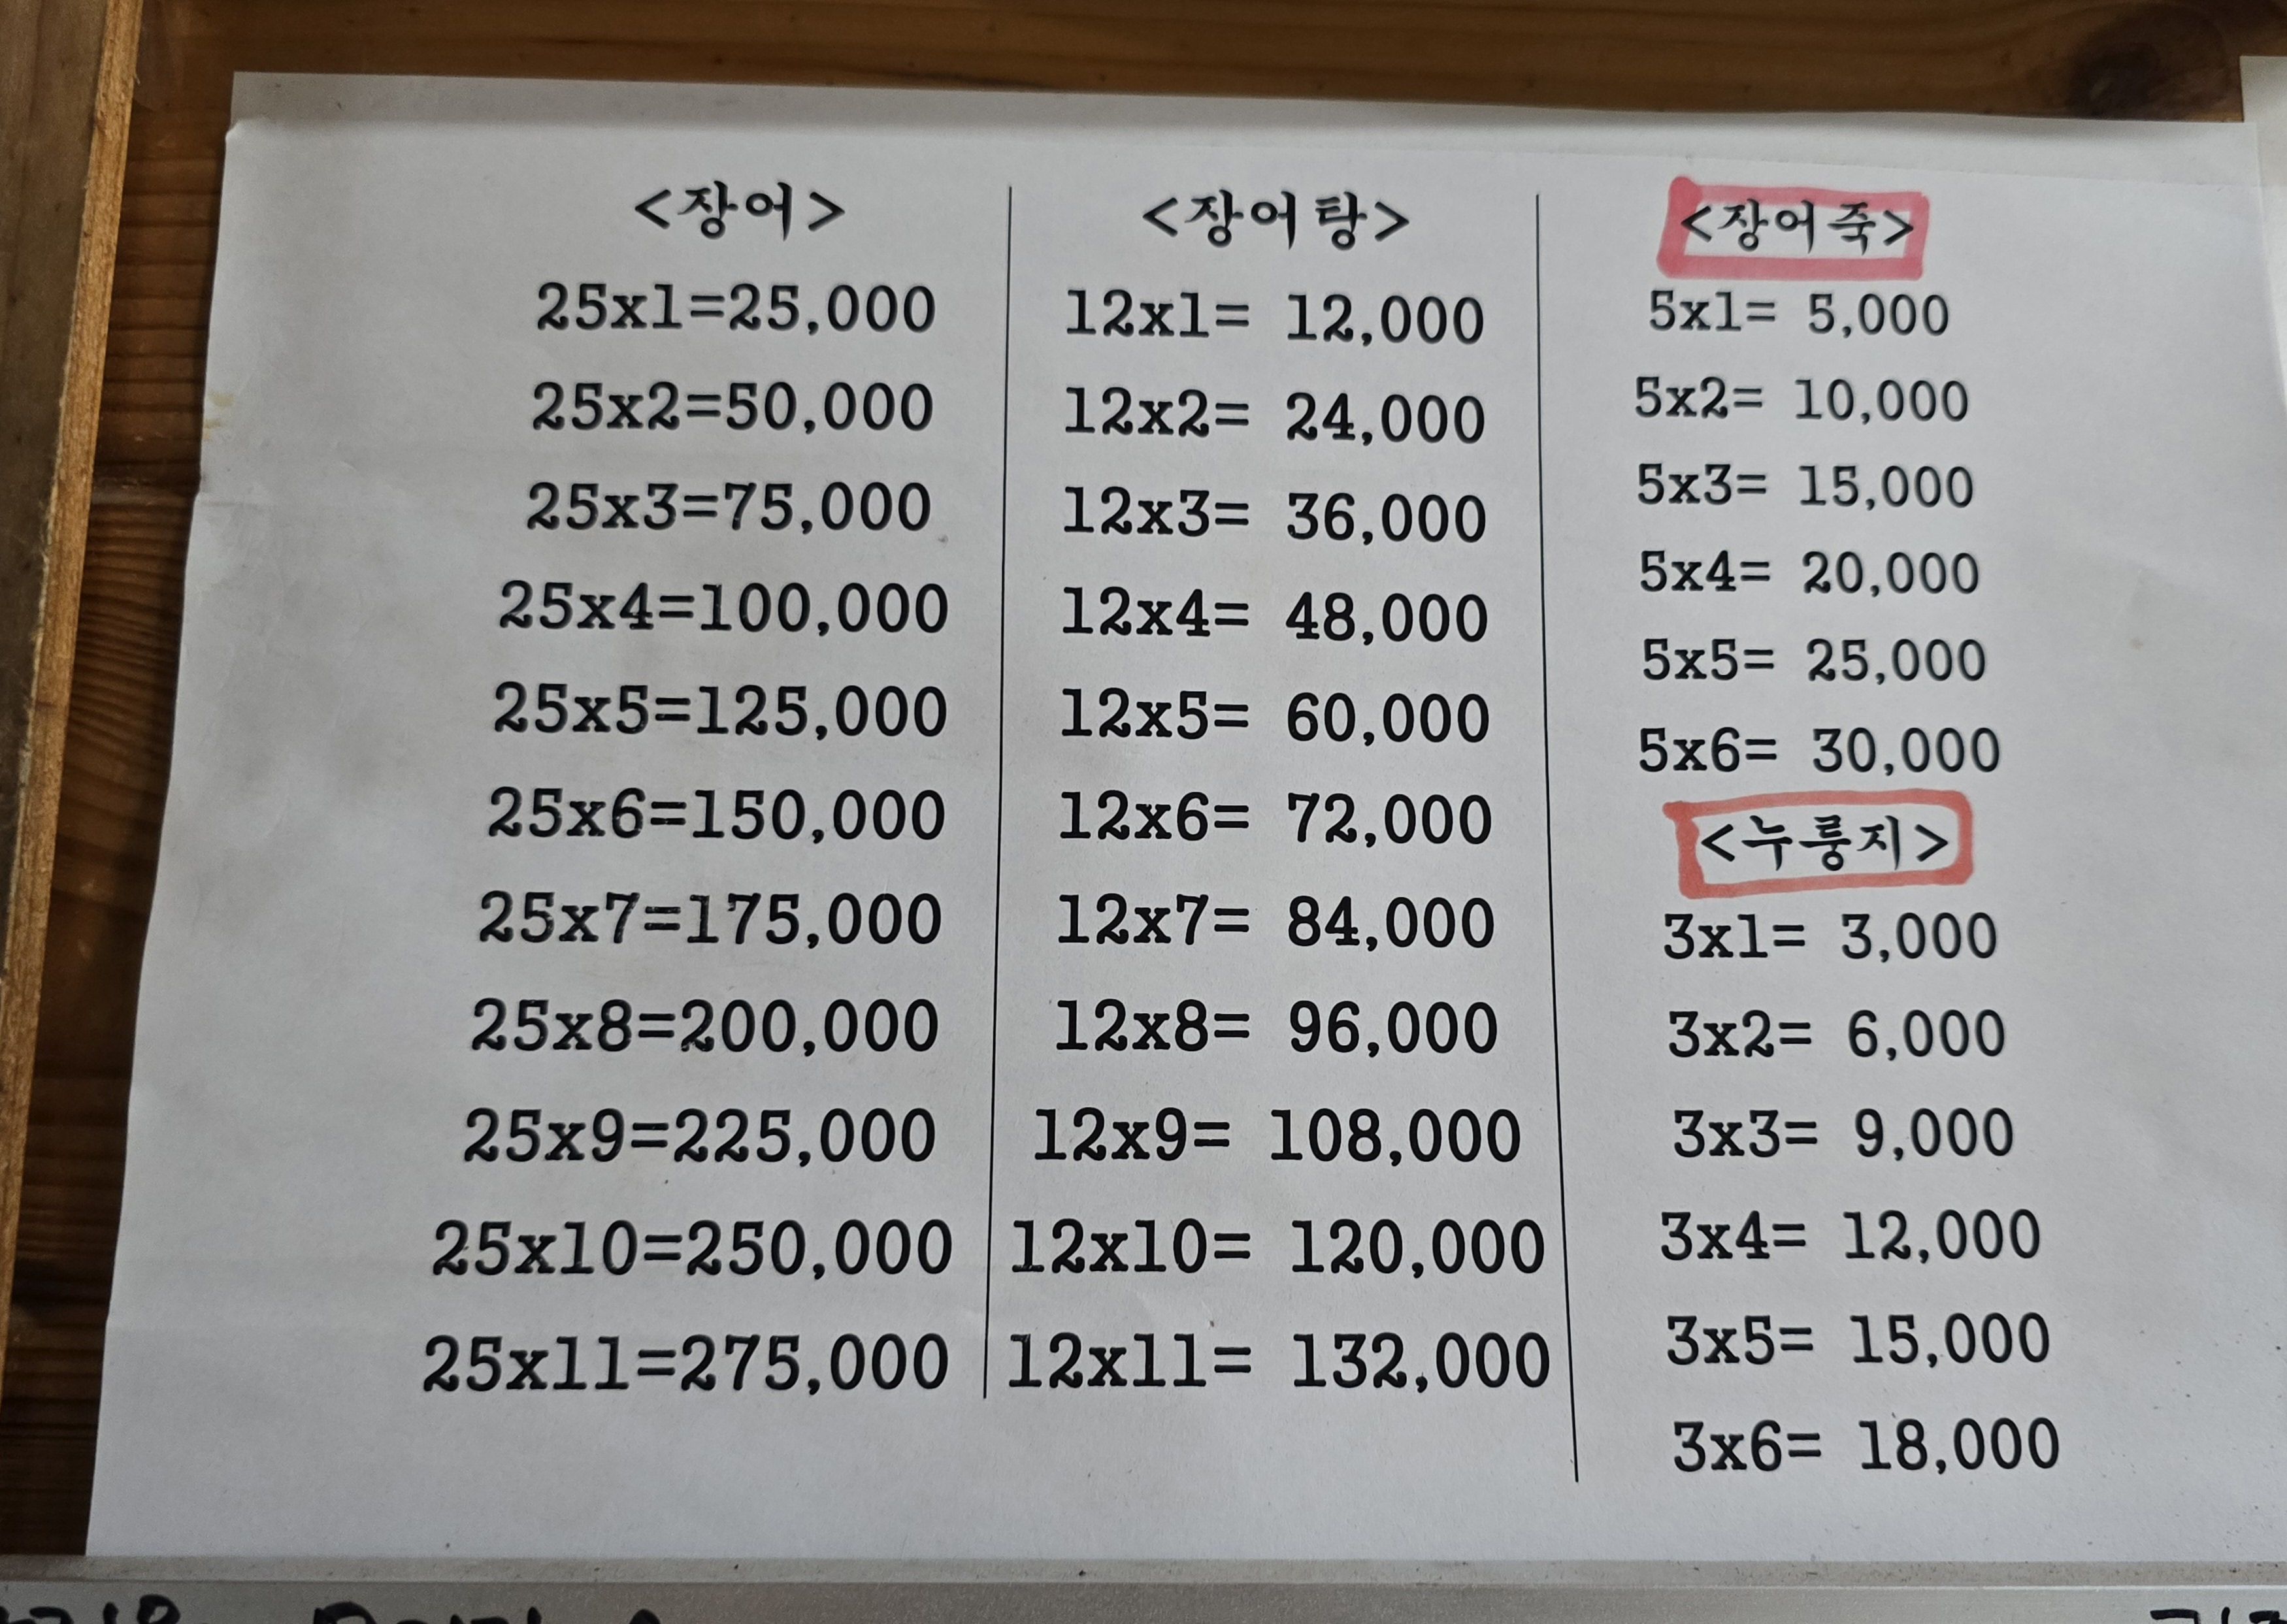 <장어>
25x1=25,000
25x2=50,000
25x3=75,000
25x4=100,000
25x5=125,000
25x6=150,000
25x7=175,000
25x8=200,000
25x9=225,000
25x10=250,000
25x11=275,000
<장어탕>
12x1= 12,000
12x2= 24,000
12x3= 36,000
12x4= 48,000
12x5= 60,000
12x6= 72,000
12x7= 84,000
12x8= 96,000
12x9= 108,000
12x10= 120,000
12x11= 132,000
<장어죽>
5x1= 5,000
5x2= 10,000
5x3= 15,000
5x4= 20,000
5x5= 25,000
5x6= 30,000
<누룽지>
3x1= 3,000
3x2= 6,000
3x3= 9,000
3x4= 12,000
3x5= 15,000
3x6= 18,000